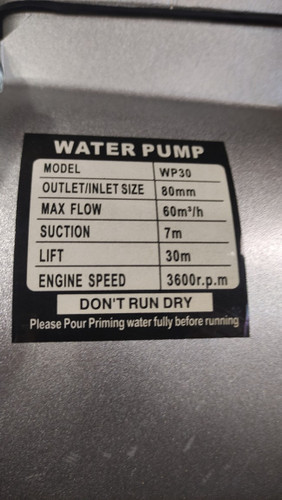 WATER PUMP
MODEL WP30
OUTLET/INLET SIZE 80mm
MAX FLOW 60m³/h
SUCTION 7m
LIFT 30m
ENGINE SPEED 3600r.p.m
DON'T RUN DRY
Please Pour Priming water fully before running